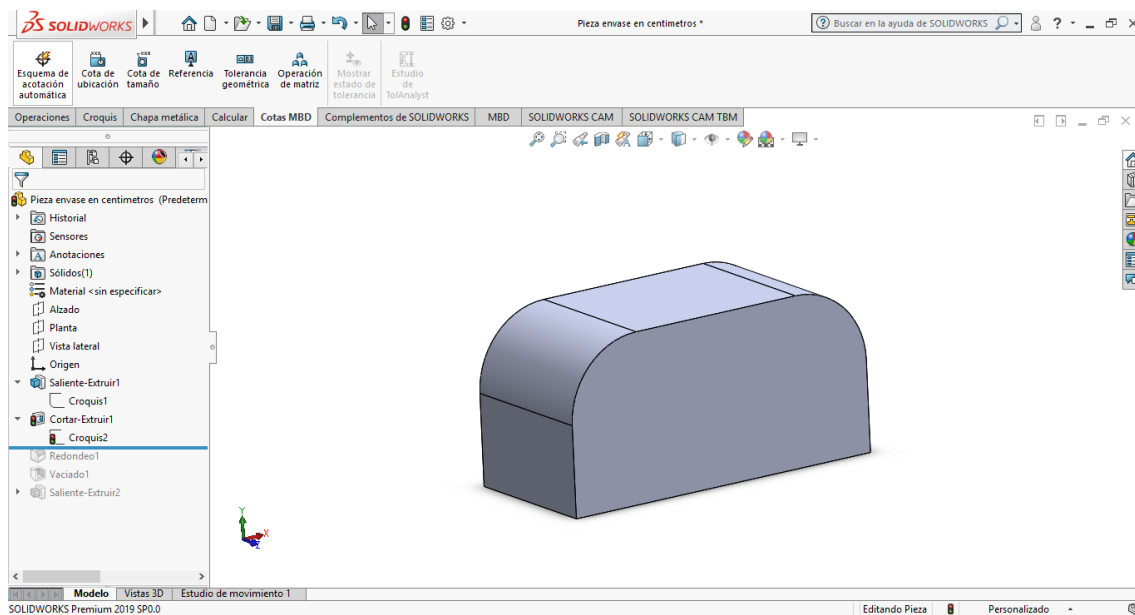 SOLIDWORKS
Pieza envase en centimetros *
Buscar en la ayuda de SOLIDWORKS
Esquema de acotación automática
Cota de ubicación
Cota de tamaño
Referencia
Tolerancia geométrica
Operación de matriz
Mostrar estado de tolerancia
Estudio de TolAnalyst
Operaciones
Croquis
Chapa metálica
Calcular
Cotas MBD
Complementos de SOLIDWORKS
MBD
SOLIDWORKS CAM
SOLIDWORKS CAM TBM
Pieza envase en centimetros (Predeterm
Historial
Sensores
Anotaciones
Sólidos(1)
Material <sin especificar>
Alzado
Planta
Vista lateral
Origen
Saliente-Extruir1
Croquis1
Cortar-Extruir1
Croquis2
Redondeo1
Vaciado1
Saliente-Extruir2
Y
X
Z
Modelo
Vistas 3D
Estudio de movimiento 1
SOLIDWORKS Premium 2019 SP0.0
Editando Pieza
Personalizado